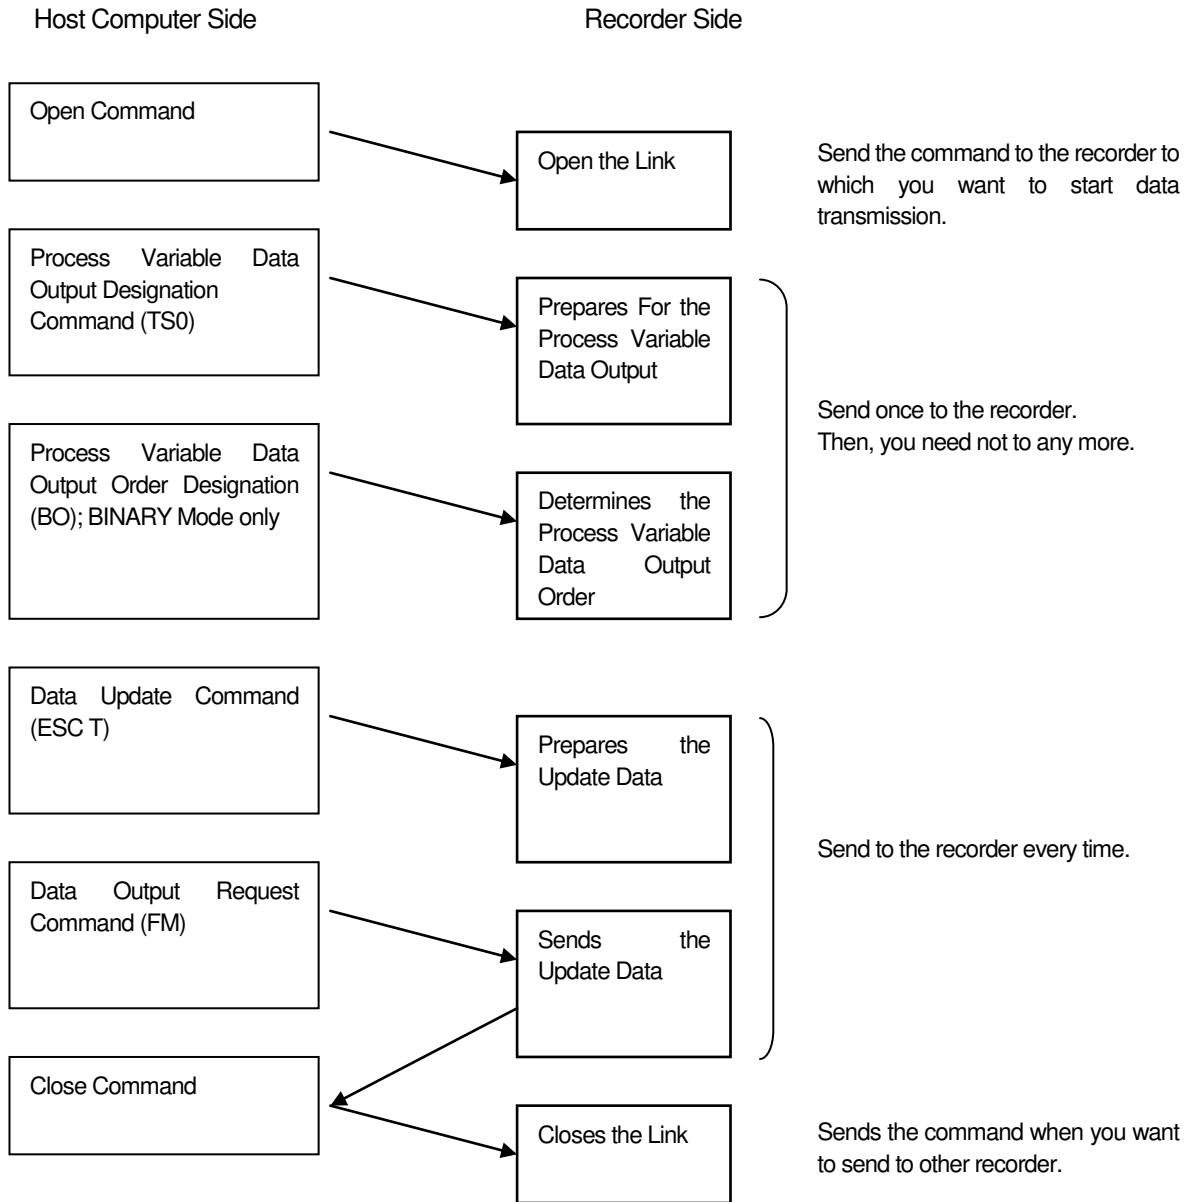 Host Computer Side
Recorder Side
Open Command
Open the Link
Send the command to the recorder to
which you want to start data
transmission.
Process Variable Data
Output Designation
Command (TS0)
Prepares For the
Process Variable
Data Output
Send once to the recorder.
Then, you need not to any more.
Process Variable Data
Output Order Designation
(BO); BINARY Mode only
Determines the
Process Variable
Data Output
Order
Data Update Command
(ESC T)
Prepares the
Update Data
Send to the recorder every time.
Data Output Request
Command (FM)
Sends the
Update Data
Close Command
Closes the Link
Sends the command when you want
to send to other recorder.